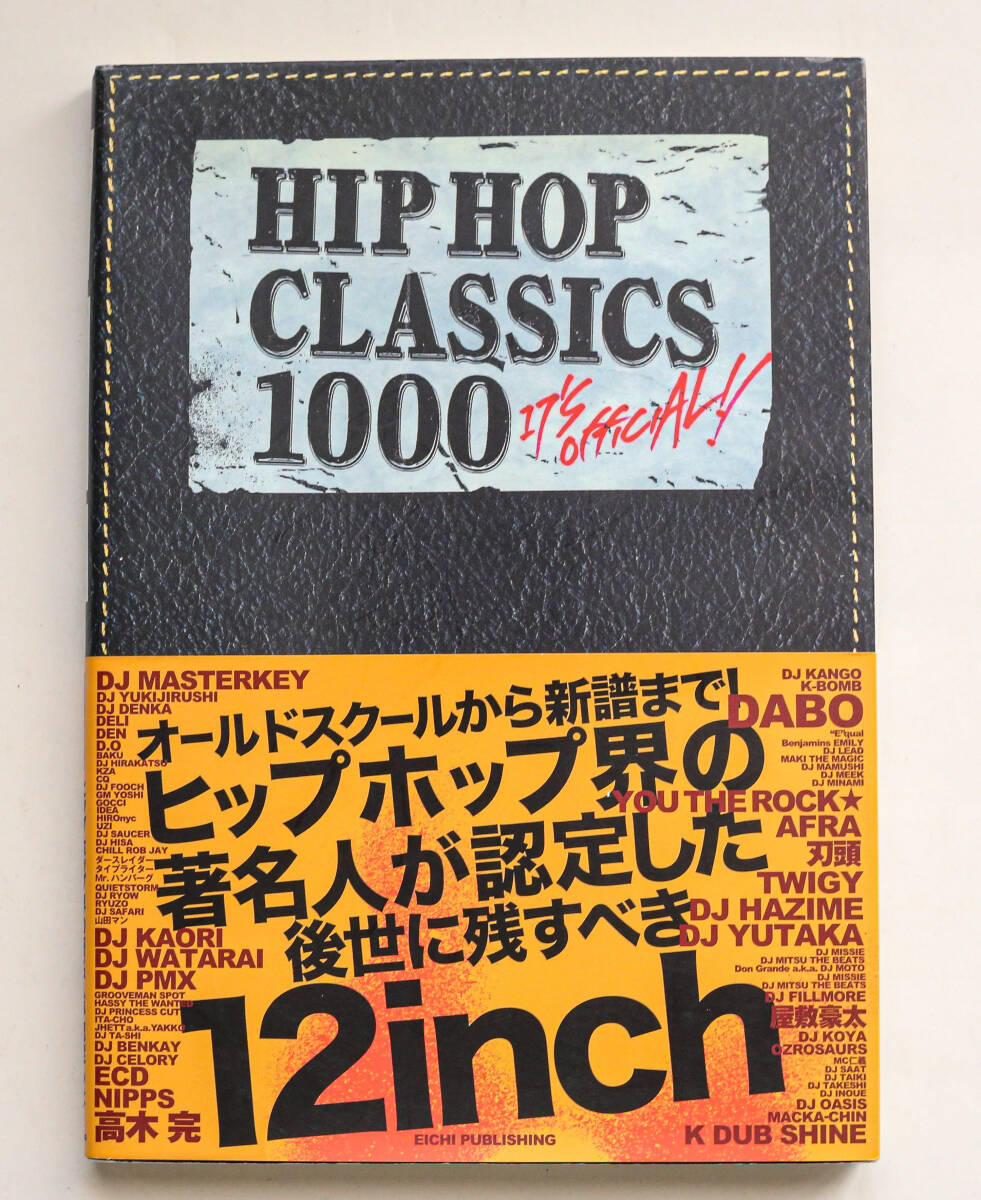 HIP HOP
CLASSICS
1000
IT'S
OFFICIAL!!
DJ MASTERKEY
DJ YUKIJIRUSHI
DJ DENKA
DELI
DEN
D.O
BAKU
DJ HIRAKATSU
KZA
CQ
DJ FOOCH
GM YOSHI
GOCCI
IDEA
HIROnyc
UZI
DJ SAUCER
DJ HISA
CHILL ROB JAY
ダースレイダー
タイプライター
Mr. ハンバーグ
QUIETSTORM
DJ RYOW
RYUZO
DJ SAFARI
山田マン
DJ KAORI
DJ WATARAI
DJ PMX
GROOVEMAN SPOT
HASSY THE WANTED
DJ PRINCESS CUT
ITA-CHO
JHETT a.k.a.YAKKO
DJ TA-SHI
DJ BENKAY
DJ CELORY
ECD
NIPPS
高木 完
オールドスクールから新譜まで!
ヒップホップ界の
著名人が認定した
後世に残すべき
12inch
EICHI PUBLISHING
DJ KANGO
K-BOMB
DABO
"E"qual
Benjamins EMILY
DJ LEAD
MAKI THE MAGIC
DJ MAMUSHI
DJ MEEK
DJ MINAMI
YOU THE ROCK★
AFRA
刃頭
TWIGY
DJ HAZIME
DJ YUTAKA
DJ MISSIE
DJ MITSU THE BEATS
Don Grande a.k.a. DJ MOTO
DJ MISSIE
DJ MITSU THE BEATS
DJ FILLMORE
屋敷豪太
DJ KOYA
OZROSAURS
MC仁義
DJ SAAT
DJ TAIKI
DJ TAKESHI
DJ INOUE
DJ OASIS
MACKA-CHIN
K DUB SHINE